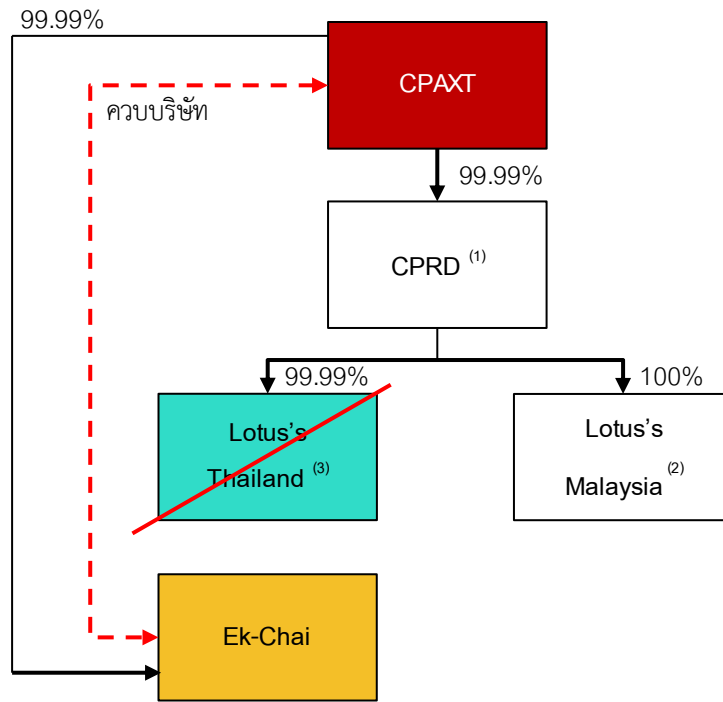 99.99%
CPAXT
ควบบริษัท
99.99%
CPRD (1)
99.99%
100%
Lotus's
Thailand (3)
Lotus's
Malaysia (2)
Ek-Chai